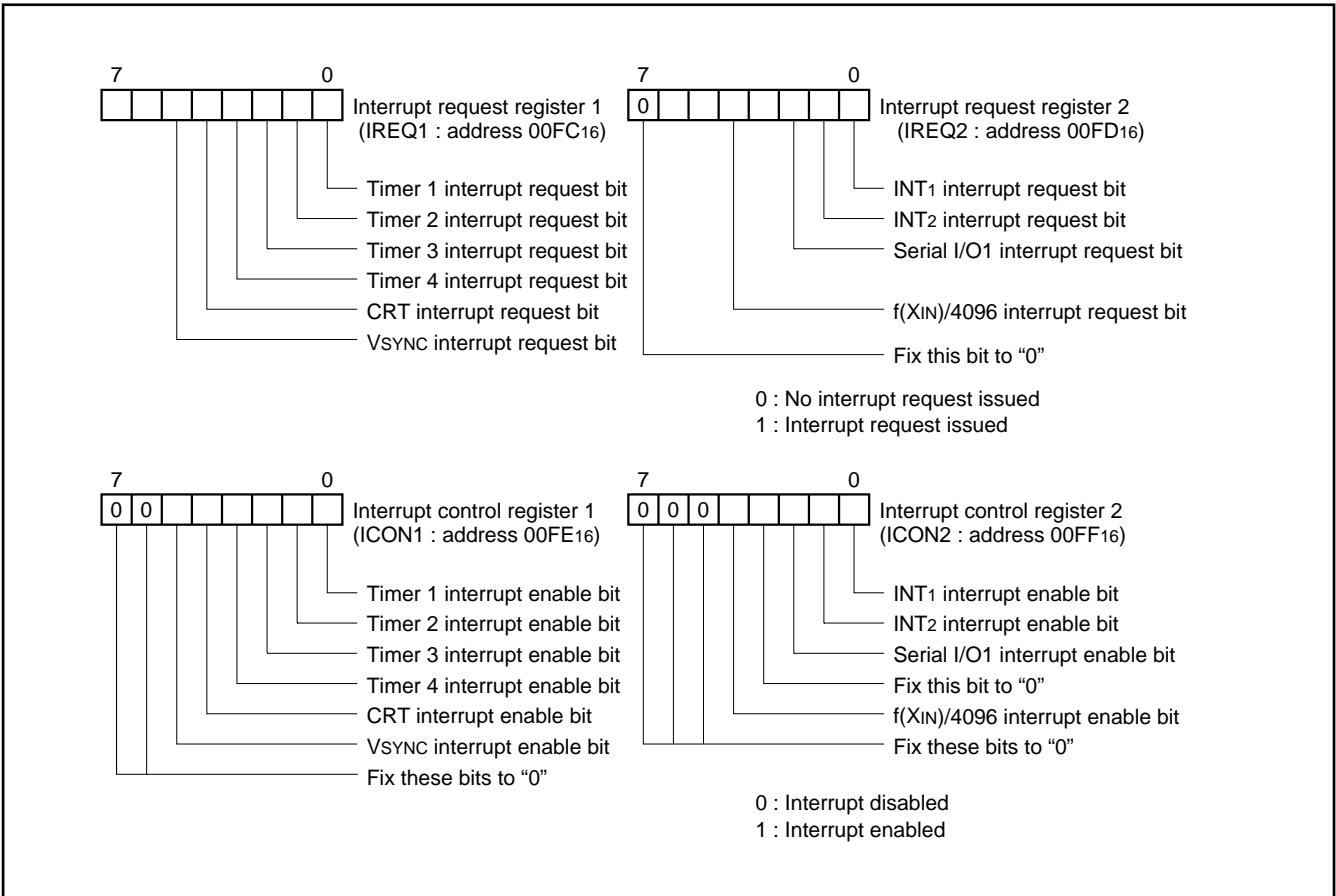 7 0
Interrupt request register 1
(IREQ1 : address 00FC16)
Timer 1 interrupt request bit
Timer 2 interrupt request bit
Timer 3 interrupt request bit
Timer 4 interrupt request bit
CRT interrupt request bit
VSYNC interrupt request bit
7 0
0 Interrupt request register 2
(IREQ2 : address 00FD16)
INT1 interrupt request bit
INT2 interrupt request bit
Serial I/O1 interrupt request bit
f(XIN)/4096 interrupt request bit
Fix this bit to “0”
0 : No interrupt request issued
1 : Interrupt request issued
7 0
0 0 Interrupt control register 1
(ICON1 : address 00FE16)
Timer 1 interrupt enable bit
Timer 2 interrupt enable bit
Timer 3 interrupt enable bit
Timer 4 interrupt enable bit
CRT interrupt enable bit
VSYNC interrupt enable bit
Fix these bits to “0”
7 0
0 0 0 Interrupt control register 2
(ICON2 : address 00FF16)
INT1 interrupt enable bit
INT2 interrupt enable bit
Serial I/O1 interrupt enable bit
Fix this bit to “0”
f(XIN)/4096 interrupt enable bit
Fix these bits to “0”
0 : Interrupt disabled
1 : Interrupt enabled